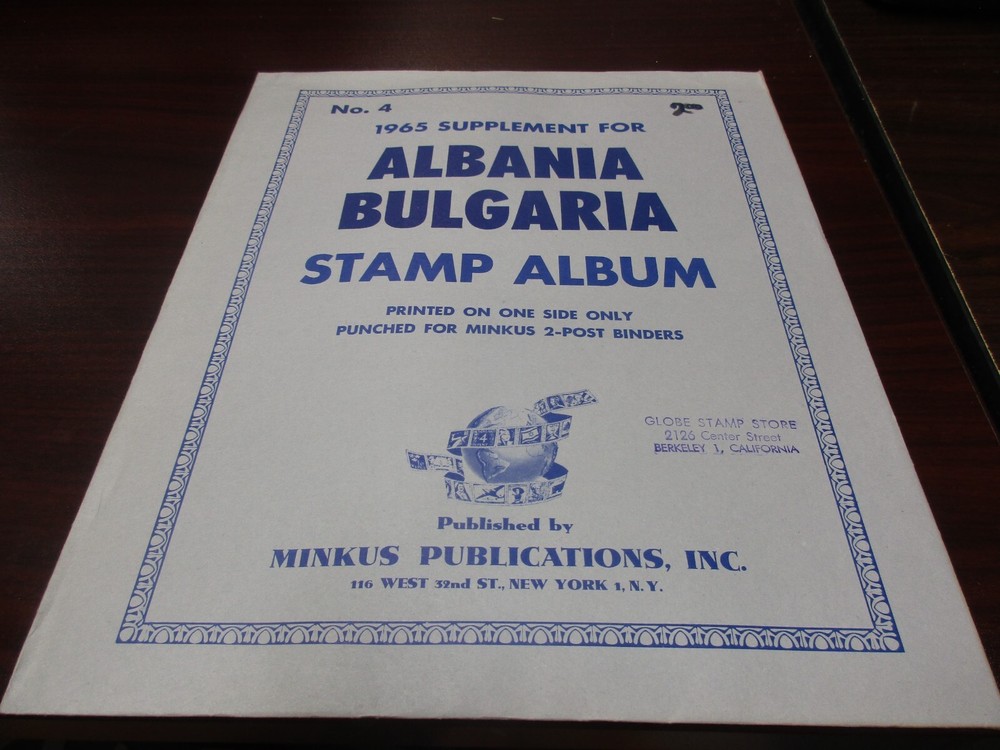 No. 4
2.00
1965 SUPPLEMENT FOR
ALBANIA
BULGARIA
STAMP ALBUM
PRINTED ON ONE SIDE ONLY
PUNCHED FOR MINKUS 2-POST BINDERS
GLOBE STAMP STORE
2126 Center Street
BERKELEY 1, CALIFORNIA
Published by
MINKUS PUBLICATIONS, INC.
116 WEST 32nd ST., NEW YORK 1, N. Y.